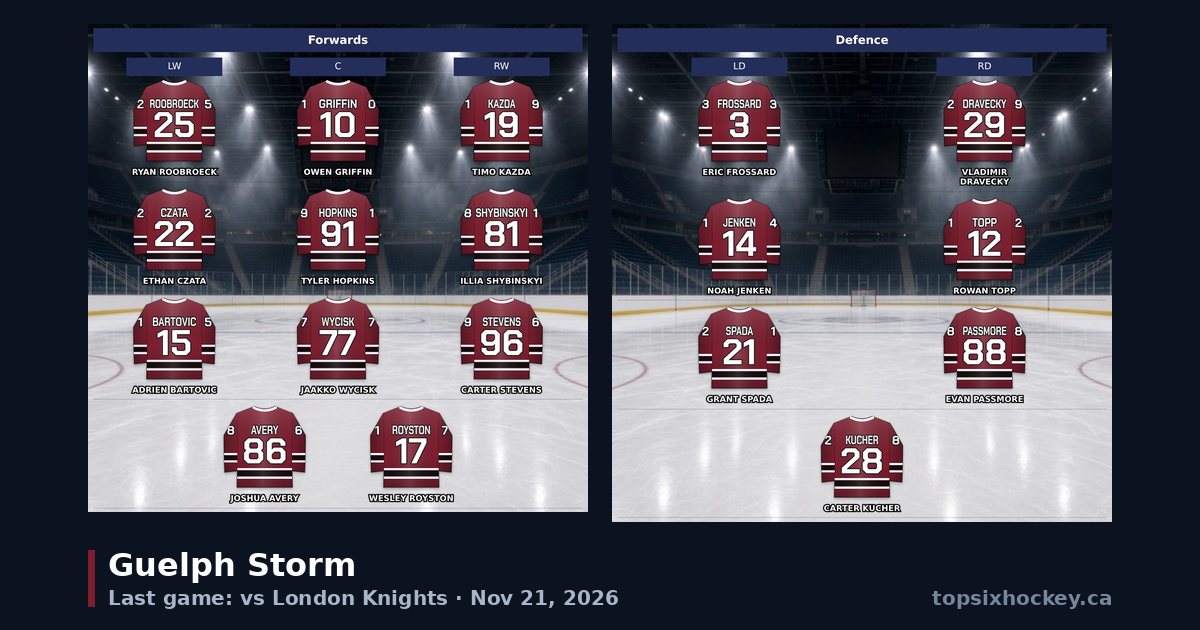 Forwards
LW C RW
2 ROOBROECK 5 1 GRIFFIN 0 1 KAZDA 9
25 10 19
RYAN ROOBROECK OWEN GRIFFIN TIMO KAZDA
2 CZATA 2 9 HOPKINS 1 8 SHYBINSKYI 1
22 91 81
ETHAN CZATA TYLER HOPKINS ILLIA SHYBINSKYI
1 BARTOVIC 5 7 WYCISK 7 9 STEVENS 6
15 77 96
ADRIEN BARTOVIC JAAKKO WYCISK CARTER STEVENS
8 AVERY 6 1 ROYSTON 7
86 17
JOSHUA AVERY WESLEY ROYSTON
Defence
LD RD
3 FROSSARD 3 2 DRAVECKY 9
3 29
ERIC FROSSARD VLADIMIR
DRAVECKY
1 JENKEN 4 1 TOPP 2
14 12
NOAH JENKEN ROWAN TOPP
2 SPADA 1 8 PASSMORE 8
21 88
GRANT SPADA EVAN PASSMORE
2 KUCHER 8
28
CARTER KUCHER
Guelph Storm
Last game: vs London Knights · Nov 21, 2026
topsixhockey.ca